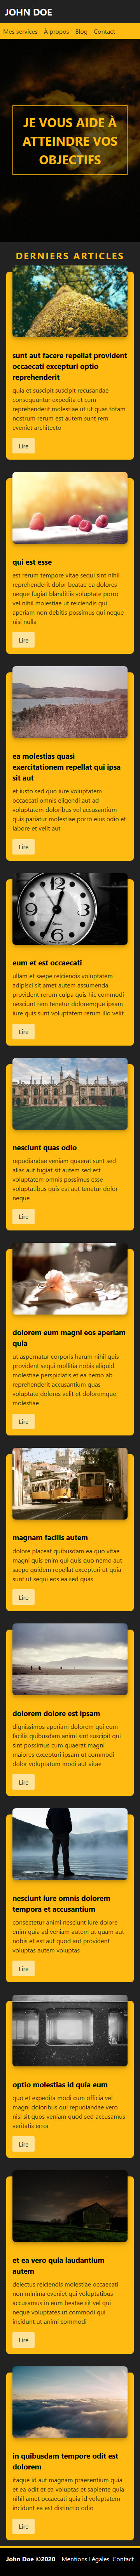 JOHN DOE
Mes services À propos Blog Contact
JE VOUS AIDE À
ATTEINDRE VOS
OBJECTIFS
DERNIERS ARTICLES
sunt aut facere repellat provident
occaecati excepturi optio
reprehenderit
quia et suscipit suscipit recusandae
consequuntur expedita et cum
reprehenderit molestiae ut ut quas totam
nostrum rerum est autem sunt rem
eveniet architecto
Lire
qui est esse
est rerum tempore vitae sequi sint nihil
reprehenderit dolor beatae ea dolores
neque fugiat blanditiis voluptate porro
vel nihil molestiae ut reiciendis qui
aperiam non debitis possimus qui neque
nisi nulla
Lire
ea molestias quasi
exercitationem repellat qui ipsa
sit aut
et iusto sed quo iure voluptatem
occaecati omnis eligendi aut ad
voluptatem doloribus vel accusantium
quis pariatur molestiae porro eius odio et
labore et velit aut
Lire
eum et est occaecati
ullam et saepe reiciendis voluptatem
adipisci sit amet autem assumenda
provident rerum culpa quis hic commodi
nesciunt rem tenetur doloremque ipsam
iure quis sunt voluptatem rerum illo velit
Lire
nesciunt quas odio
repudiandae veniam quaerat sunt sed
alias aut fugiat sit autem sed est
voluptatem omnis possimus esse
voluptatibus quis est aut tenetur dolor
neque
Lire
dolorem eum magni eos aperiam
quia
ut aspernatur corporis harum nihil quis
provident sequi mollitia nobis aliquid
molestiae perspiciatis et ea nemo ab
reprehenderit accusantium quas
voluptate dolores velit et doloremque
molestiae
Lire
magnam facilis autem
dolore placeat quibusdam ea quo vitae
magni quis enim qui quis quo nemo aut
saepe quidem repellat excepturi ut quia
sunt ut sequi eos ea sed quas
Lire
dolorem dolore est ipsam
dignissimos aperiam dolorem qui eum
facilis quibusdam animi sint suscipit qui
sint possimus cum quaerat magni
maiores excepturi ipsam ut commodi
dolor voluptatum modi aut vitae
Lire
nesciunt iure omnis dolorem
tempora et accusantium
consectetur animi nesciunt iure dolore
enim quia ad veniam autem ut quam aut
nobis et est aut quod aut provident
voluptas autem voluptas
Lire
optio molestias id quia eum
quo et expedita modi cum officia vel
magni doloribus qui repudiandae vero
nisi sit quos veniam quod sed accusamus
veritatis error
Lire
et ea vero quia laudantium
autem
delectus reiciendis molestiae occaecati
non minima eveniet qui voluptatibus
accusamus in eum beatae sit vel qui
neque voluptates ut commodi qui
incidunt ut animi commodi
Lire
in quibusdam tempore odit est
dolorem
itaque id aut magnam praesentium quia
et ea odit et ea voluptas et sapiente quia
nihil amet occaecati quia id voluptatem
incidunt ea est distinctio odio
Lire
John Doe ©2020 Mentions Légales Contact